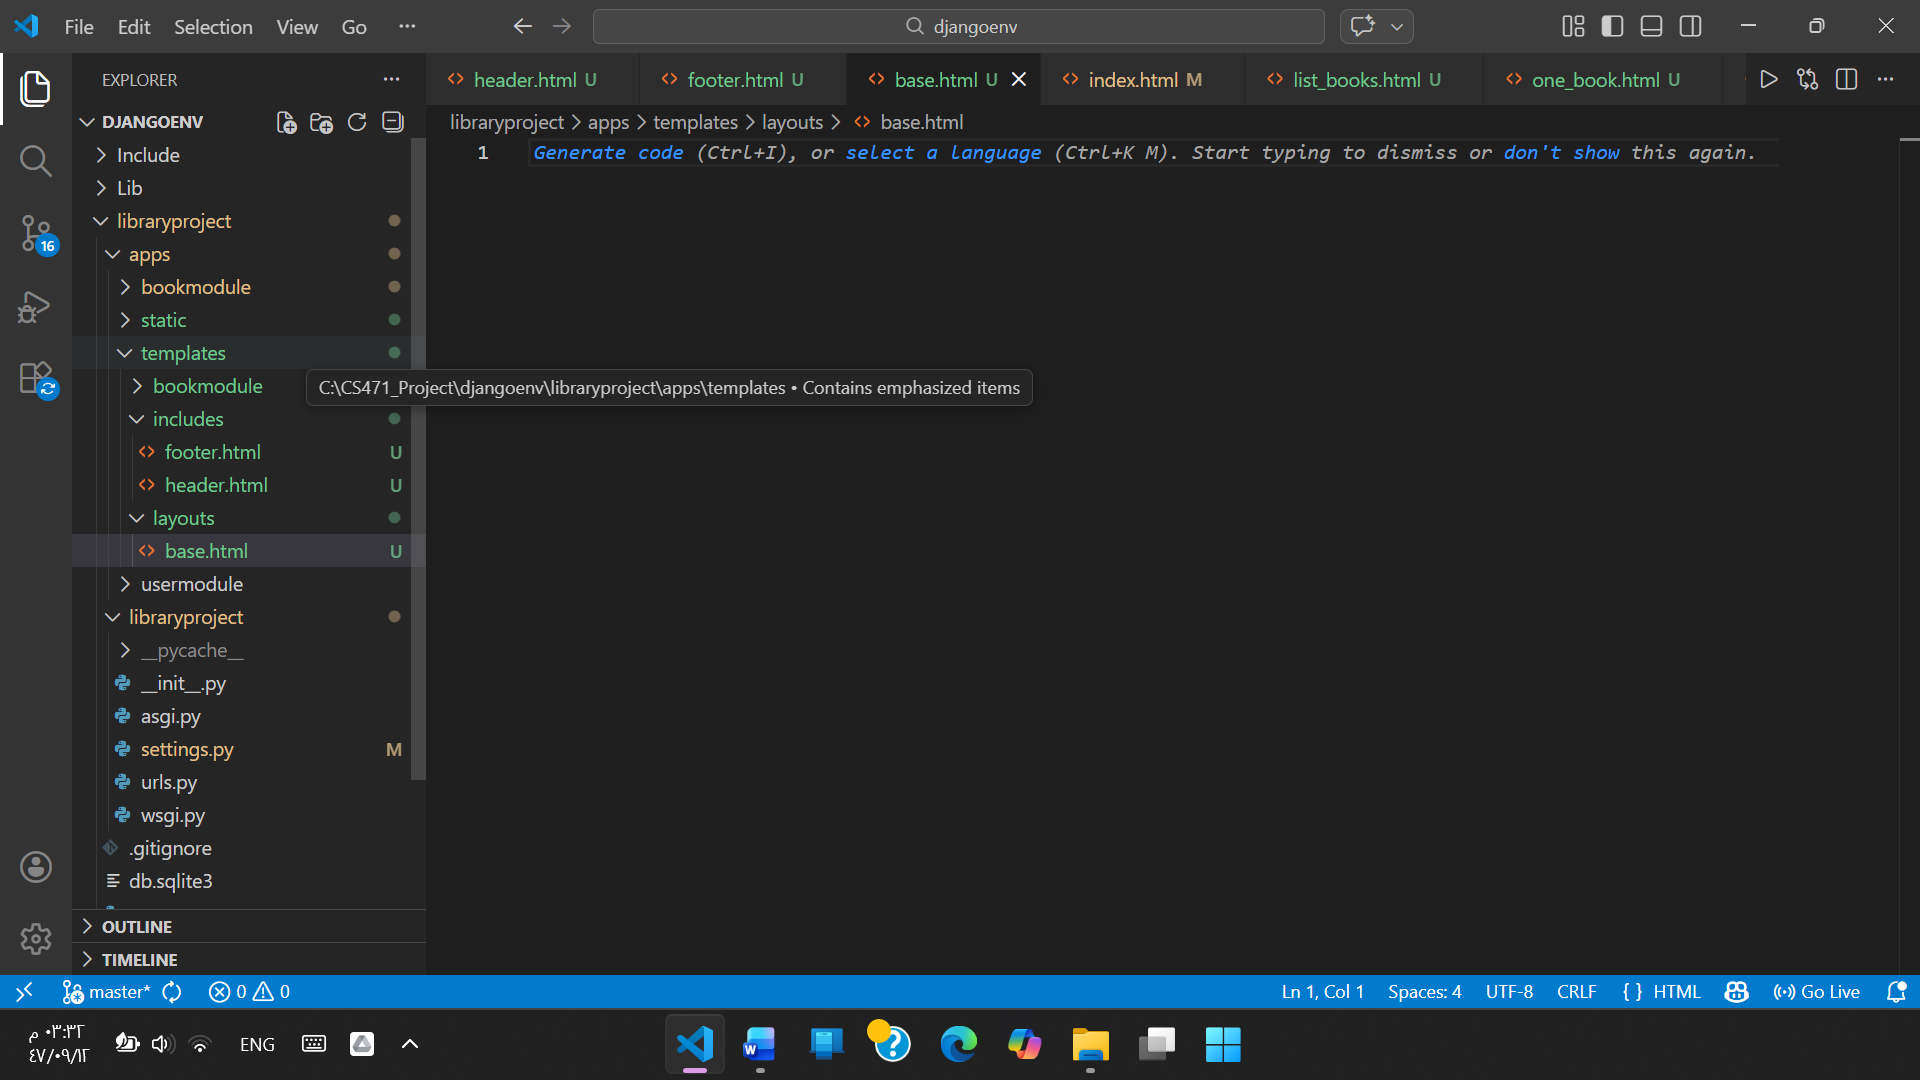 File Edit Selection View Go
djangoenv
EXPLORER
DJANGOENV
Include
Lib
libraryproject
apps
bookmodule
static
templates
bookmodule
includes
footer.html U
header.html U
layouts
base.html U
usermodule
libraryproject
__pycache__
__init__.py
asgi.py
settings.py M
urls.py
wsgi.py
.gitignore
db.sqlite3
OUTLINE
TIMELINE
16
header.html U
footer.html U
base.html U
index.html M
list_books.html U
one_book.html U
libraryproject > apps > templates > layouts > base.html
1 Generate code (Ctrl+I), or select a language (Ctrl+K M). Start typing to dismiss or don't show this again.
C:\CS471_Project\djangoenv\libraryproject\apps\templates • Contains emphasized items
master* 0 0
Ln 1, Col 1 Spaces: 4 UTF-8 CRLF { } HTML Go Live
٠٣:٣٢ م
٤٧/٠٩/١٢
ENG